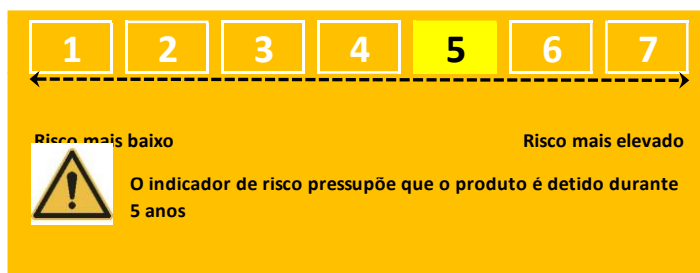 1 2 3 4 5 6 7
Risco mais baixo Risco mais elevado
O indicador de risco pressupõe que o produto é detido durante
5 anos